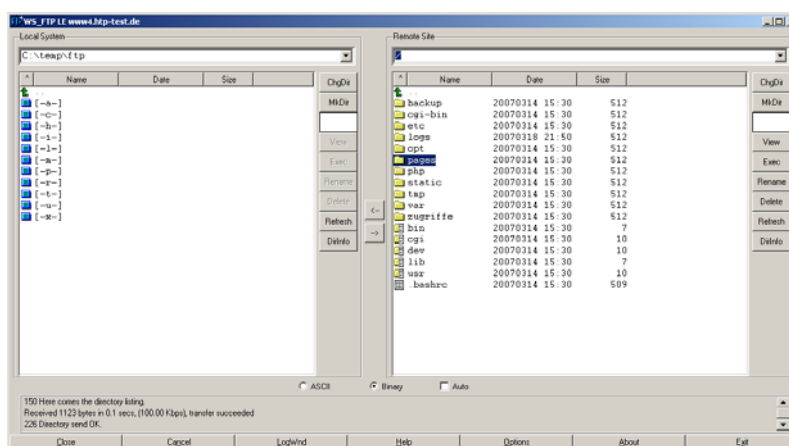 WS_FTP LE www4.htp-test.de
Local System
Remote Site
C:\temp\ftp
/
^ Name Date Size
ChgDir
MkDir
View
Exec
Rename
Delete
Refresh
DirInfo
..
[-a-]
[-c-]
[-h-]
[-i-]
[-l-]
[-m-]
[-p-]
[-r-]
[-t-]
[-u-]
[-x-]
<--
-->
^ Name Date Size
..
backup 20070314 15:30 512
cgi-bin 20070314 15:30 512
etc 20070314 15:30 512
logs 20070318 21:50 512
opt 20070314 15:30 512
pages 20070314 15:30 512
php 20070314 15:30 512
static 20070314 15:30 512
tmp 20070314 15:30 512
var 20070314 15:30 512
zugriffe 20070314 15:30 512
bin 20070314 15:30 7
cgi 20070314 15:30 10
dev 20070314 15:30 10
lib 20070314 15:30 7
usr 20070314 15:30 10
.bashrc 20070314 15:30 509
ChgDir
MkDir
View
Exec
Rename
Delete
Refresh
DirInfo
ASCII Binary Auto
150 Here comes the directory listing.
Received 1123 bytes in 0.1 secs, (100.00 Kbps), transfer succeeded
226 Directory send OK.
Close Cancel LogWnd Help Options About Exit